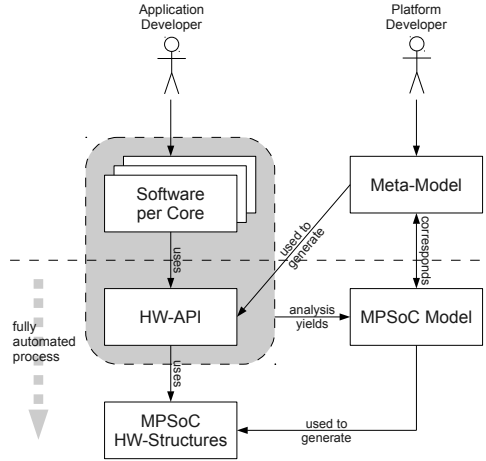 Application
Developer
Platform
Developer
Software
per Core
Meta-Model
uses
used to
generate
corresponds
HW-API
analysis
yields
MPSoC Model
fully
automated
process
uses
MPSoC
HW-Structures
used to
generate